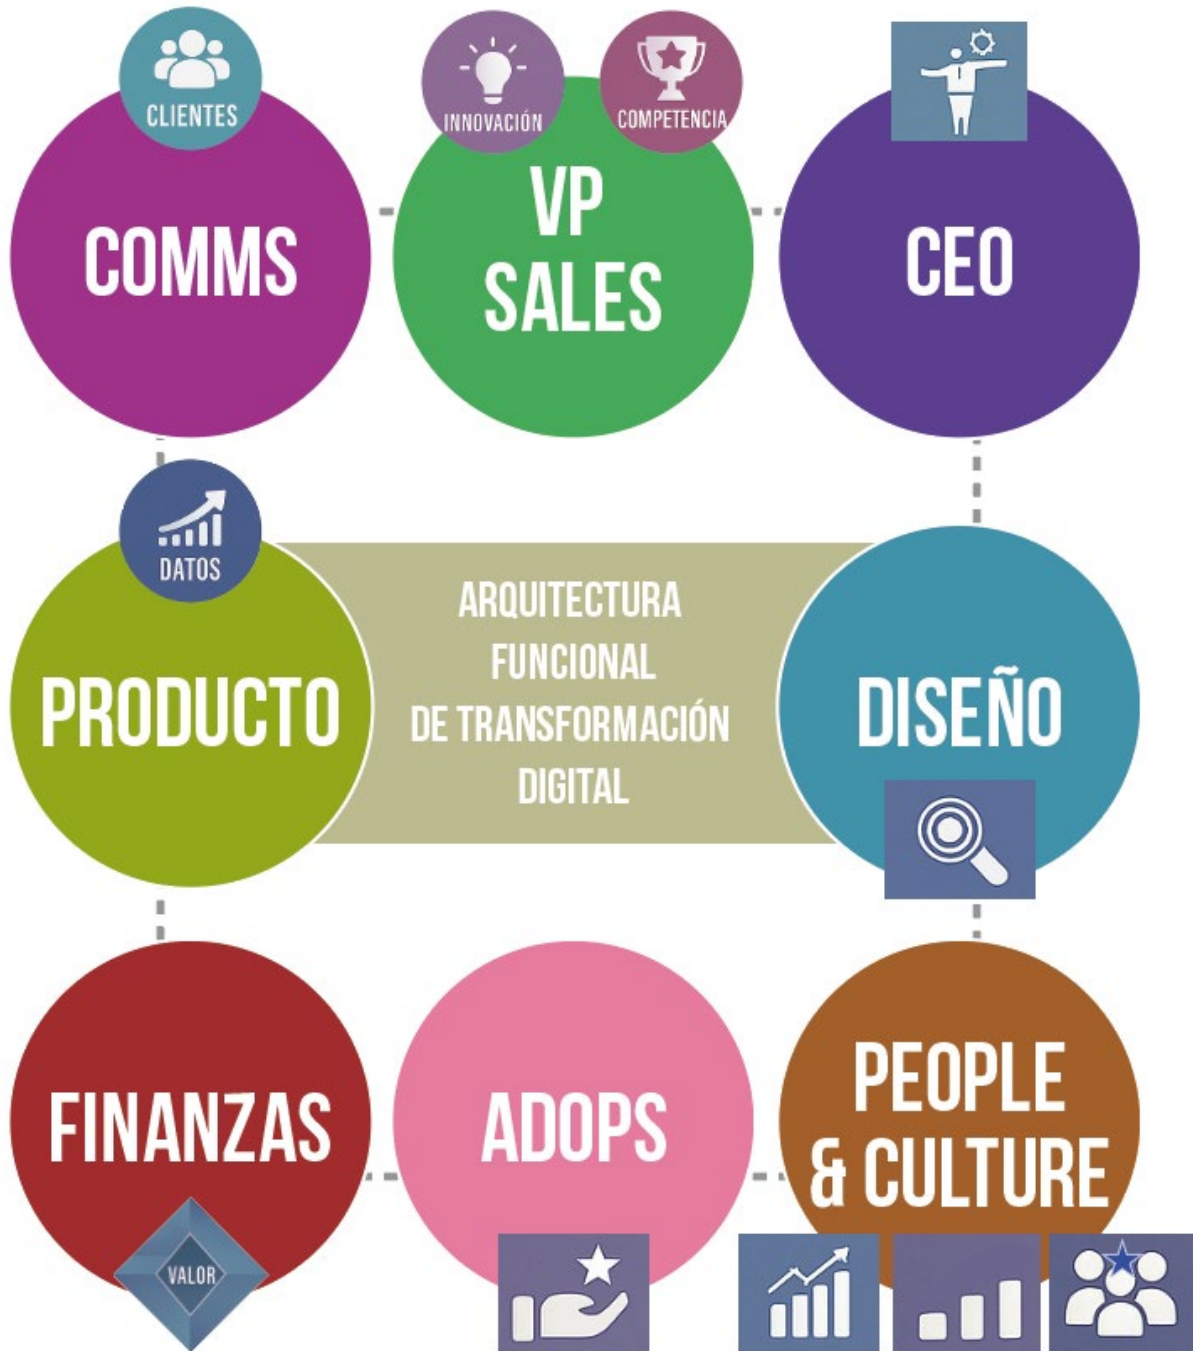 CLIENTES
COMMS
INNOVACIÓN
COMPETENCIA
VP
SALES
CEO
DATOS
PRODUCTO
ARQUITECTURA
FUNCIONAL
DE TRANSFORMACIÓN
DIGITAL
DISEÑO
FINANZAS
VALOR
ADOPS
PEOPLE
& CULTURE